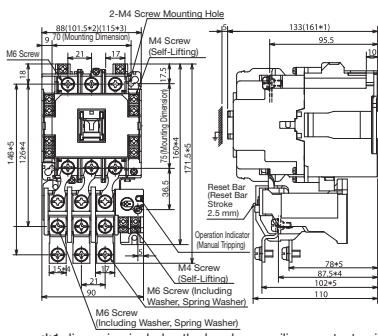 2-M4 Screw Mounting Hole
88(101.5*2)(115*3)
70 (Mounting Dimension)
9
M6 Screw
21
17
M4 Screw
(Self-Lifting)
18
17.5
146*5
126*4
75 (Mounting Dimension)
160*4
171.5*5
36.5
5
15*4
17
21
90
M4 Screw
(Self-Lifting)
M6 Screw (Including
Washer, Spring Washer)
M6 Screw
(Including Washer, Spring Washer)
5
133(161*1)
95.5
10
Reset Bar
(Reset Bar
Stroke
2.5 mm)
Operation Indicator
(Manual Tripping)
78*5
87.5*4
102*5
110